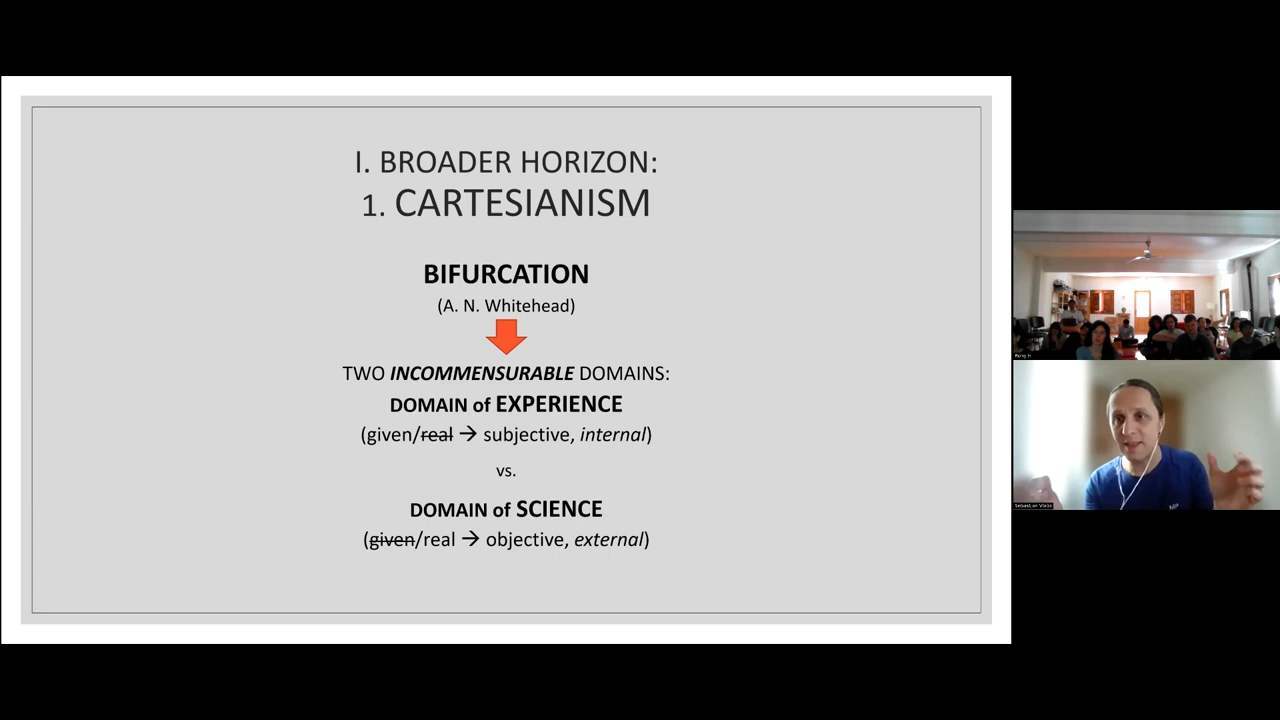 I. BROADER HORIZON:
1. CARTESIANISM
BIFURCATION
(A. N. Whitehead)
TWO INCOMMENSURABLE DOMAINS:
DOMAIN of EXPERIENCE
(given/real → subjective, internal)
vs.
DOMAIN of SCIENCE
(given/real → objective, external)